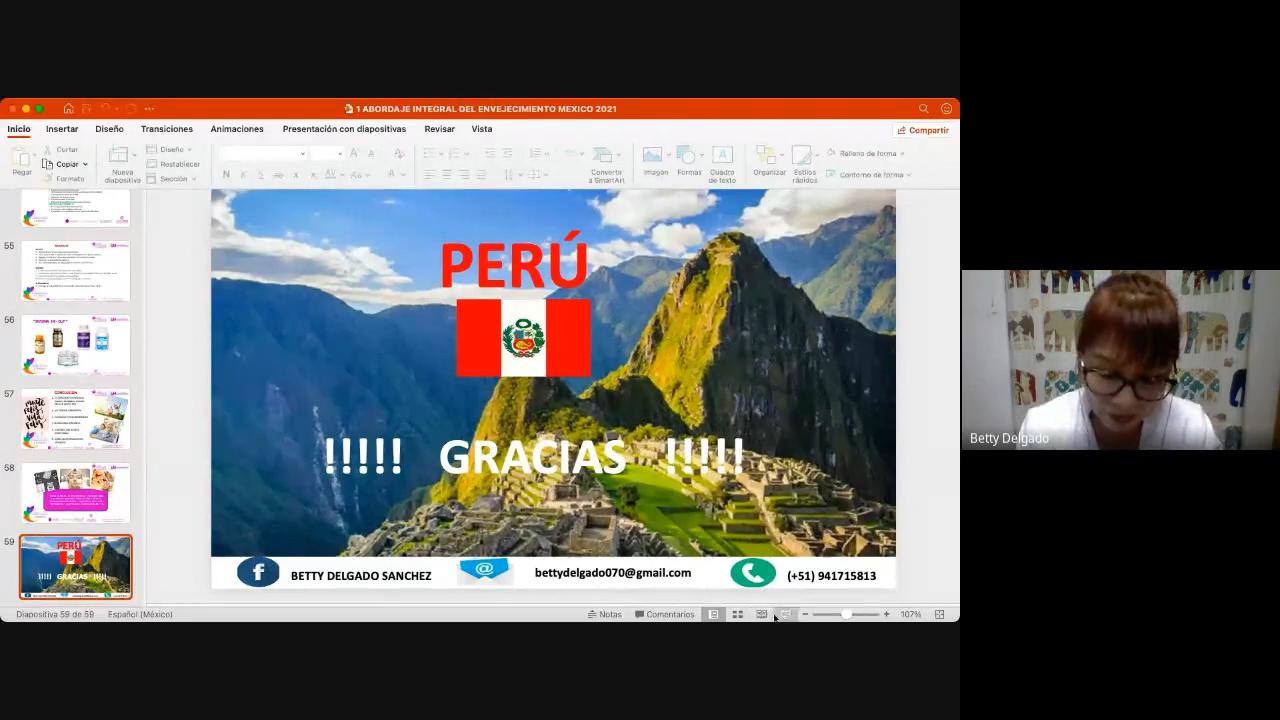 1 ABORDAJE INTEGRAL DEL ENVEJECIMIENTO MEXICO 2021
Inicio Insertar Diseño Transiciones Animaciones Presentación con diapositivas Revisar Vista
Compartir
Pegar
Cortar
Copiar
Formato
Nueva diapositiva
Diseño
Restablecer
Sección
Convertir a SmartArt
Imagen
Formas
Cuadro de texto
Organizar
Estilos rápidos
Relleno de forma
Contorno de forma
55
56
57
CONCLUSION
58
59
PERÚ
!!!!! GRACIAS !!!!!
PERÚ
!!!!! GRACIAS !!!!!
BETTY DELGADO SANCHEZ
bettydelgado070@gmail.com
(+51) 941715813
Diapositiva 59 de 59 Español (México)
Notas Comentarios 107%
Betty Delgado